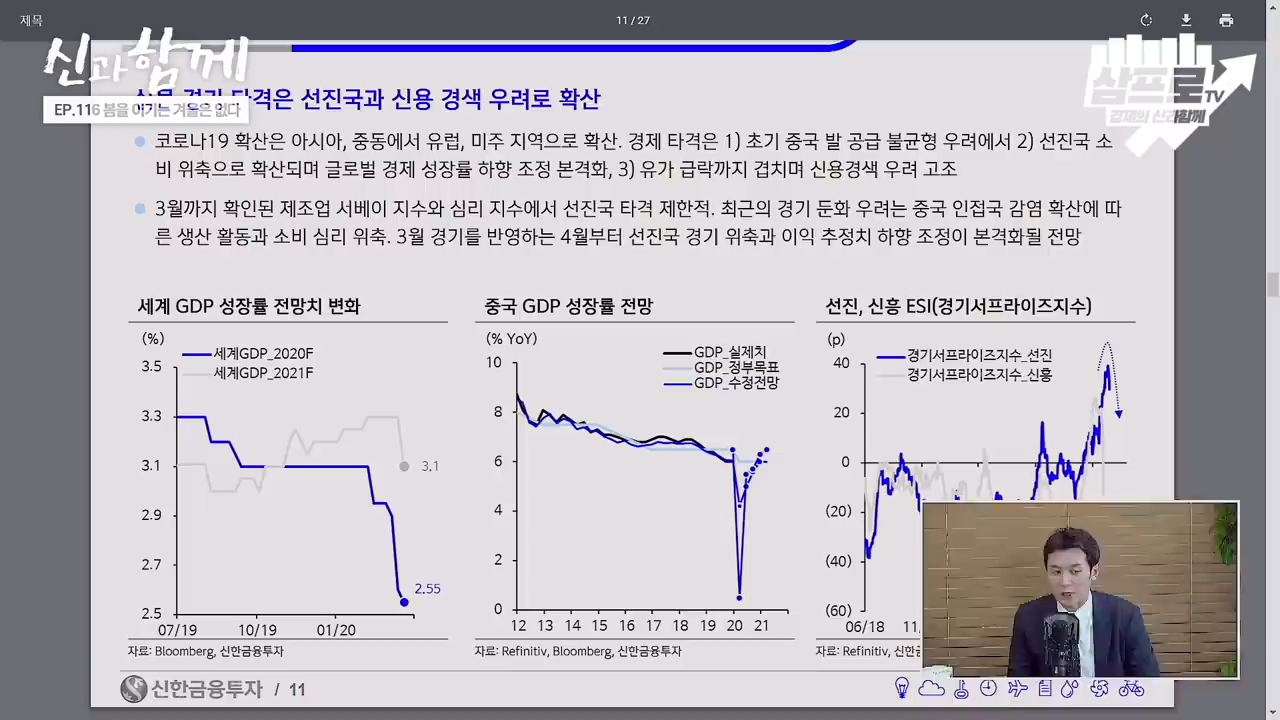 제목
11 / 27
신과함께
EP.116 봄을 이기는 겨울은 없다
삼프로TV
경제의 신과함께
타격은 선진국과 신용 경색 우려로 확산
코로나19 확산은 아시아, 중동에서 유럽, 미주 지역으로 확산. 경제 타격은 1) 초기 중국 발 공급 불균형 우려에서 2) 선진국 소
비 위축으로 확산되며 글로벌 경제 성장률 하향 조정 본격화, 3) 유가 급락까지 겹치며 신용경색 우려 고조
3월까지 확인된 제조업 서베이 지수와 심리 지수에서 선진국 타격 제한적. 최근의 경기 둔화 우려는 중국 인접국 감염 확산에 따
른 생산 활동과 소비 심리 위축. 3월 경기를 반영하는 4월부터 선진국 경기 위축과 이익 추정치 하향 조정이 본격화될 전망
세계 GDP 성장률 전망치 변화
(%)
세계GDP_2020F
세계GDP_2021F
3.5
3.3
3.1
2.9
2.7
2.5
3.1
2.55
07/19 10/19 01/20
자료: Bloomberg, 신한금융투자
중국 GDP 성장률 전망
(% YoY)
GDP_실제치
GDP_정부목표
GDP_수정전망
10
8
6
4
2
0
12 13 14 15 16 17 18 19 20 21
자료: Refinitiv, Bloomberg, 신한금융투자
선진, 신흥 ESI(경기서프라이즈지수)
(p)
경기서프라이즈지수_선진
경기서프라이즈지수_신흥
40
20
0
(20)
(40)
(60)
06/18 11
자료: Refinitiv, 신한
신한금융투자 / 11